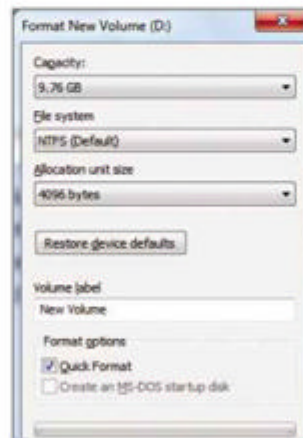 Format New Volume (D:)
Capacity:
9.76 GB
File system
NTFS (Default)
Allocation unit size
4096 bytes
Restore device defaults
Volume label
New Volume
Format options
Quick Format
Create an MS-DOS startup disk